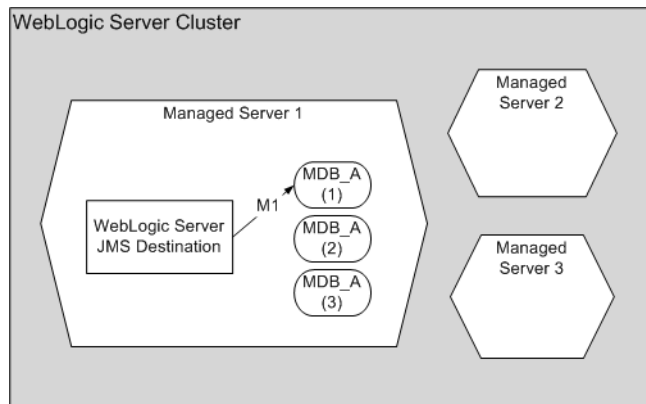 WebLogic Server Cluster
Managed Server 1
WebLogic Server
JMS Destination
M1
MDB_A
(1)
MDB_A
(2)
MDB_A
(3)
Managed
Server 2
Managed
Server 3